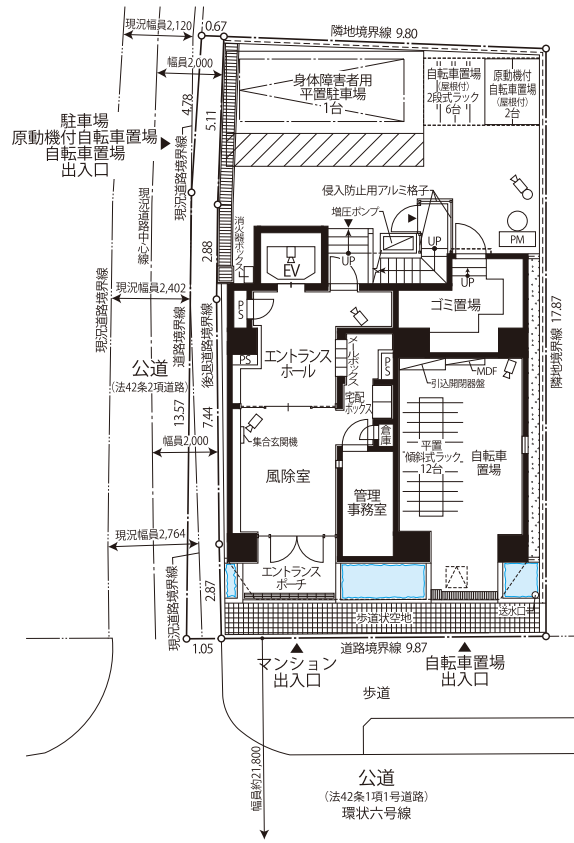 現況幅員2,120
0.67
隣地境界線 9.80
幅員2,000
4.78
5.11
身体障害者用
平置駐車場
1台
自転車置場
(屋根付)
2段式ラック
6台
原動機付
自転車置場
(屋根付)
2台
駐車場
原動機付自転車置場
自転車置場
出入口
現況道路境界線
現況道路中心線
侵入防止用アルミ格子
増圧ポンプ
消火器ボックス
2.88
UP
UP
PM
EV
UP
現況道路境界線
現況幅員2,402
道路境界線
後退道路境界線
PS
ゴミ置場
隣地境界線 17.87
公道
(法42条2項道路)
13.57
7.44
エントランス
ホール
PS
メールボックス
PS
宅配
ボックス
MDF
引込開閉器盤
幅員2,000
集合玄関機
倉庫
平置
傾斜式ラック
12台
自転車
置場
風除室
管理
事務室
現況幅員2,764
現況道路境界線
2.87
エントランス
ポーチ
歩道状空地
送水口
1.05
道路境界線 9.87
マンション
出入口
自転車置場
出入口
歩道
幅員約21,800
公道
(法42条1項1号道路)
環状六号線